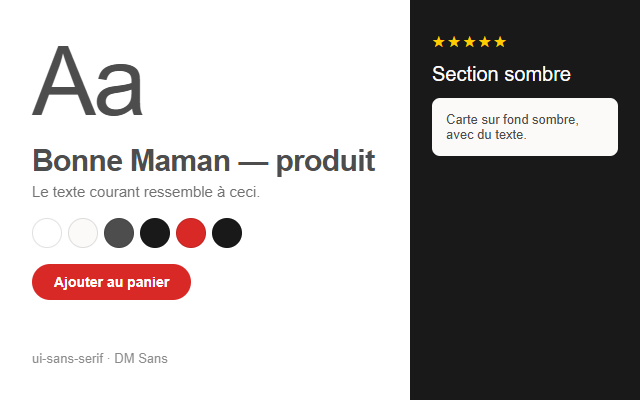 Aa
Bonne Maman — produit
Le texte courant ressemble à ceci.
Ajouter au panier
ui-sans-serif · DM Sans
Section sombre
Carte sur fond sombre,
avec du texte.